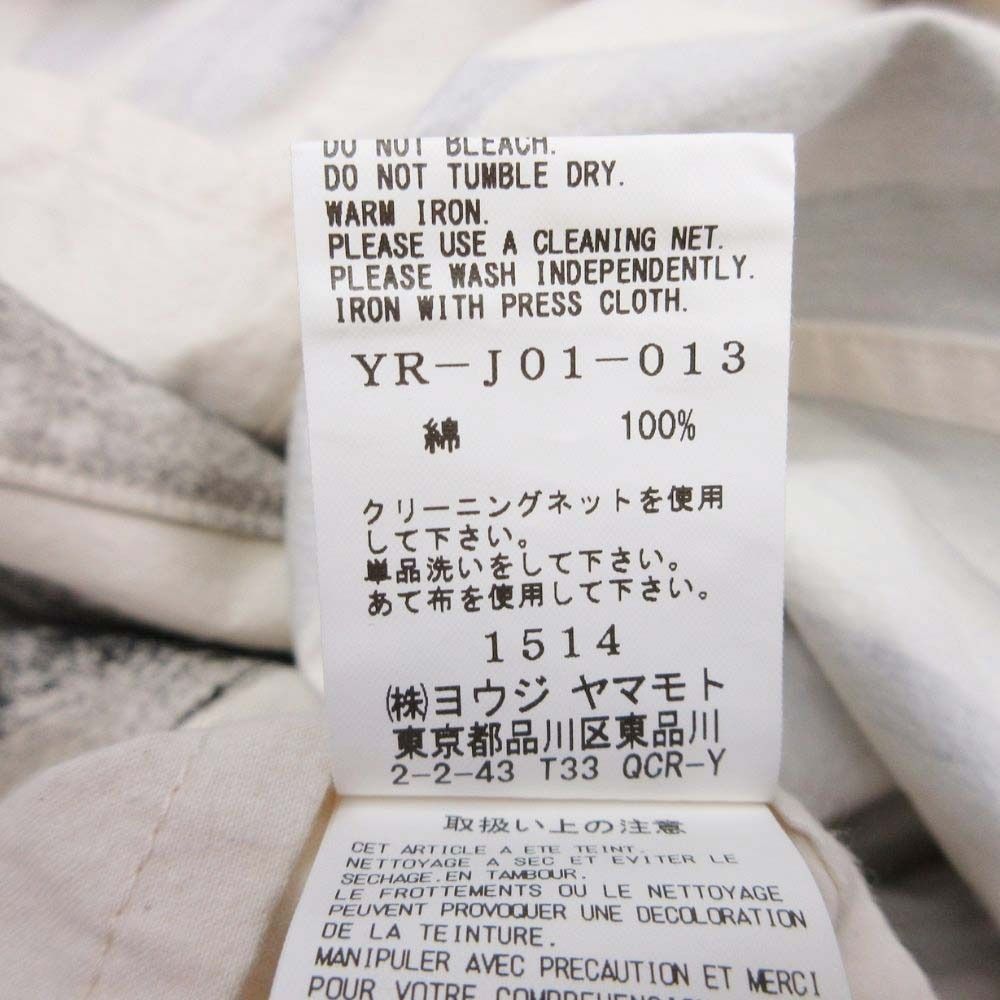 DO NOT BLEACH.
DO NOT TUMBLE DRY.
WARM IRON.
PLEASE USE A CLEANING NET.
PLEASE WASH INDEPENDENTLY.
IRON WITH PRESS CLOTH.
YR-J01-013
綿 100%
クリーニングネットを使用
して下さい。
単品洗いをして下さい。
あて布を使用して下さい。
1514
㈱ヨウジ ヤマモト
東京都品川区東品川
2-2-43 T33 QCR-Y
取扱い上の注意
CET ARTICLE A ETE TEINT.
NETTOYAGE A SEC ET EVITER LE
SECHAGE.EN TAMBOUR.
LE FROTTEMENTS OU LE NETTOYAGE
PEUVENT PROVOQUER UNE DECOLORATION
DE LA TEINTURE.
MANIPULER AVEC PRECAUTION ET MERCI
POUR VOTRE COMPREHENSION